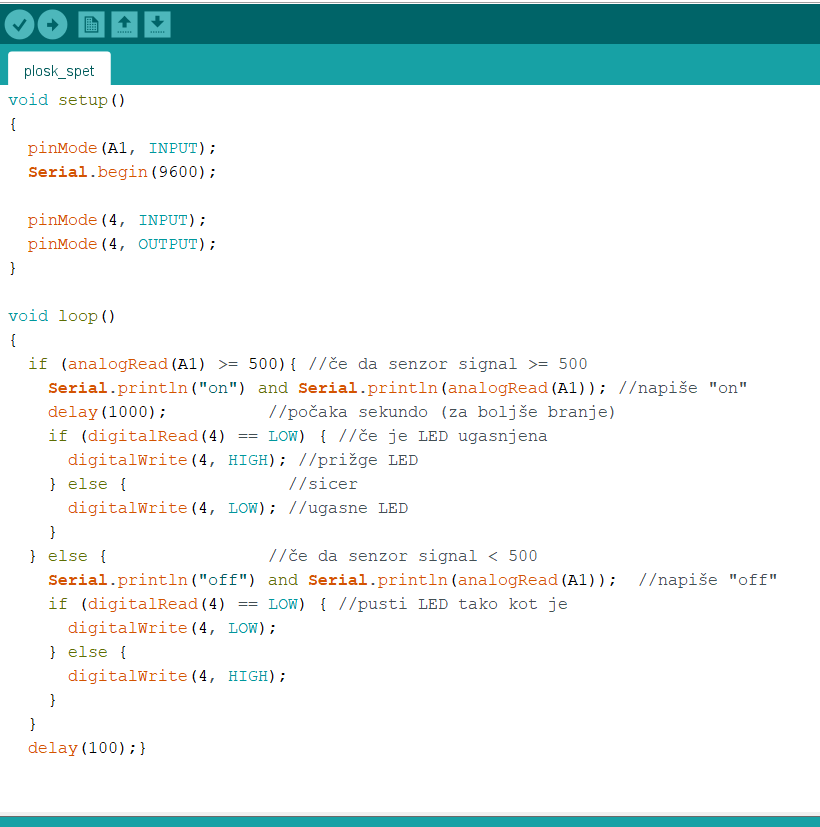 plosk_spet
void setup()
{
  pinMode(A1, INPUT);
  Serial.begin(9600);

  pinMode(4, INPUT);
  pinMode(4, OUTPUT);
}

void loop()
{
  if (analogRead(A1) >= 500){ //če da senzor signal >= 500
    Serial.println("on") and Serial.println(analogRead(A1)); //napiše "on"
    delay(1000);          //počaka sekundo (za boljše branje)
    if (digitalRead(4) == LOW) { //če je LED ugasnjena
      digitalWrite(4, HIGH); //prižge LED
    } else {                //sicer
      digitalWrite(4, LOW); //ugasne LED
    }
  } else {                //če da senzor signal < 500
    Serial.println("off") and Serial.println(analogRead(A1));  //napiše "off"
    if (digitalRead(4) == LOW) { //pusti LED tako kot je
      digitalWrite(4, LOW);
    } else {
      digitalWrite(4, HIGH);
    }
  }
  delay(100);}